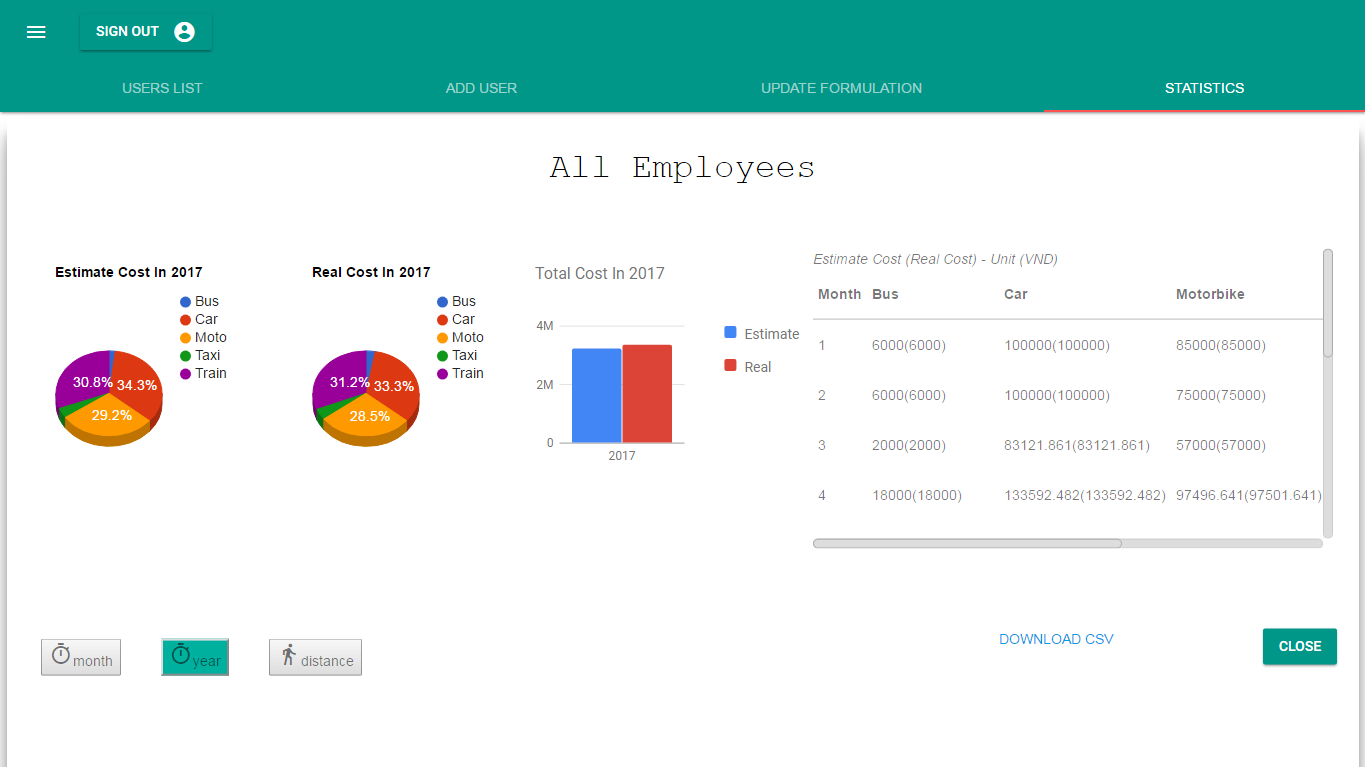 SIGN OUT
USERS LIST
ADD USER
UPDATE FORMULATION
STATISTICS
All Employees
Estimate Cost In 2017
Bus
Car
Moto
Taxi
Train
30.8%
34.3%
29.2%
Real Cost In 2017
Bus
Car
Moto
Taxi
Train
31.2%
33.3%
28.5%
Total Cost In 2017
4M
2M
0
2017
Estimate
Real
Estimate Cost (Real Cost) - Unit (VND)
Month Bus Car Motorbike
1 6000(6000) 100000(100000) 85000(85000)
2 6000(6000) 100000(100000) 75000(75000)
3 2000(2000) 83121.861(83121.861) 57000(57000)
4 18000(18000) 133592.482(133592.482) 97496.641(97501.641)
month
year
distance
DOWNLOAD CSV
CLOSE